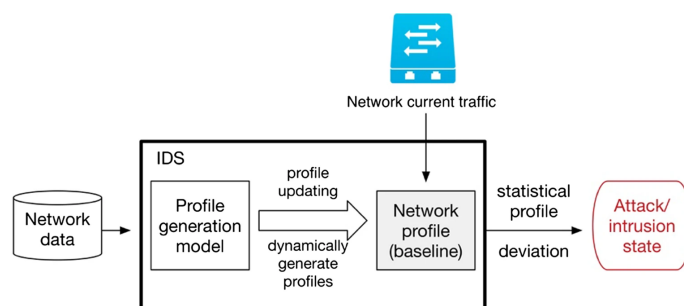 Network current traffic
IDS
Network
data
Profile
generation
model
profile
updating
dynamically
generate
profiles
Network
profile
(baseline)
statistical
profile
deviation
Attack/
intrusion
state